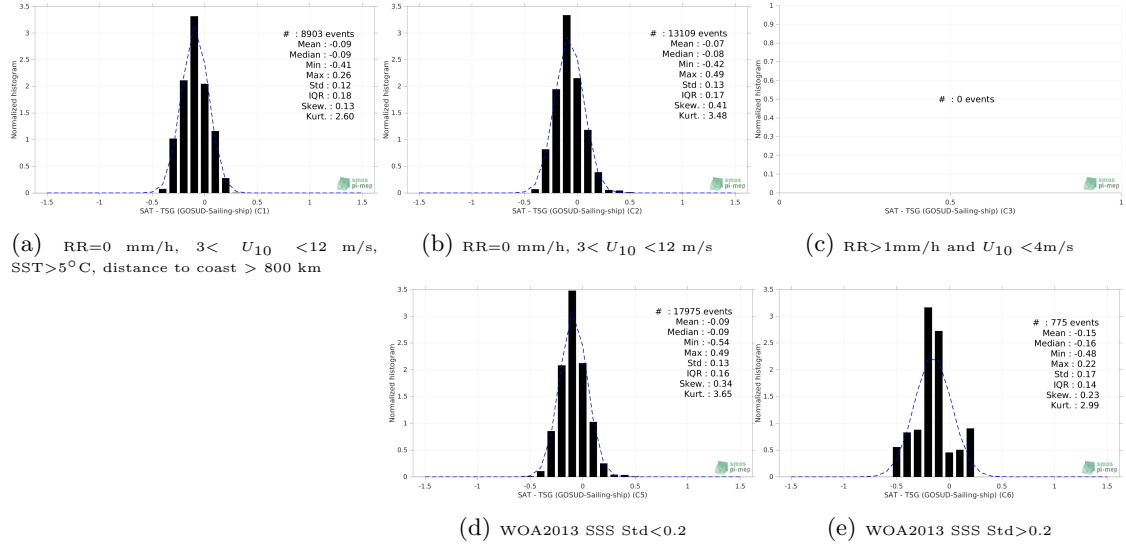 3.5
3
2.5
2
1.5
1
0.5
0
Normalized histogram
# : 8903 events
Mean : -0.09
Median : -0.09
Min : -0.41
Max : 0.26
Std : 0.12
IQR : 0.18
Skew. : 0.13
Kurt. : 2.60
smos
pi-mep
-1.5 -1 -0.5 0 0.5 1 1.5
SAT - TSG (GOSUD-Sailing-ship) (C1)
(a) RR=0 mm/h, 3< U10 <12 m/s,
SST>5°C, distance to coast > 800 km
3.5
3
2.5
2
1.5
1
0.5
0
Normalized histogram
# : 13109 events
Mean : -0.07
Median : -0.08
Min : -0.42
Max : 0.49
Std : 0.13
IQR : 0.17
Skew. : 0.41
Kurt. : 3.48
smos
pi-mep
-1.5 -1 -0.5 0 0.5 1 1.5
SAT - TSG (GOSUD-Sailing-ship) (C2)
(b) RR=0 mm/h, 3< U10 <12 m/s
1
0.9
0.8
0.7
0.6
0.5
0.4
0.3
0.2
0.1
0
Normalized histogram
# : 0 events
smos
pi-mep
0 0.5 1
SAT - TSG (GOSUD-Sailing-ship) (C3)
(c) RR>1mm/h and U10 <4m/s
3.5
3
2.5
2
1.5
1
0.5
0
Normalized histogram
# : 17975 events
Mean : -0.09
Median : -0.09
Min : -0.54
Max : 0.49
Std : 0.13
IQR : 0.16
Skew. : 0.34
Kurt. : 3.65
smos
pi-mep
-1.5 -1 -0.5 0 0.5 1 1.5
SAT - TSG (GOSUD-Sailing-ship) (C5)
(d) WOA2013 SSS Std<0.2
3.5
3
2.5
2
1.5
1
0.5
0
Normalized histogram
# : 775 events
Mean : -0.15
Median : -0.16
Min : -0.48
Max : 0.22
Std : 0.17
IQR : 0.14
Skew. : 0.23
Kurt. : 2.99
smos
pi-mep
-1.5 -1 -0.5 0 0.5 1 1.5
SAT - TSG (GOSUD-Sailing-ship) (C6)
(e) WOA2013 SSS Std>0.2